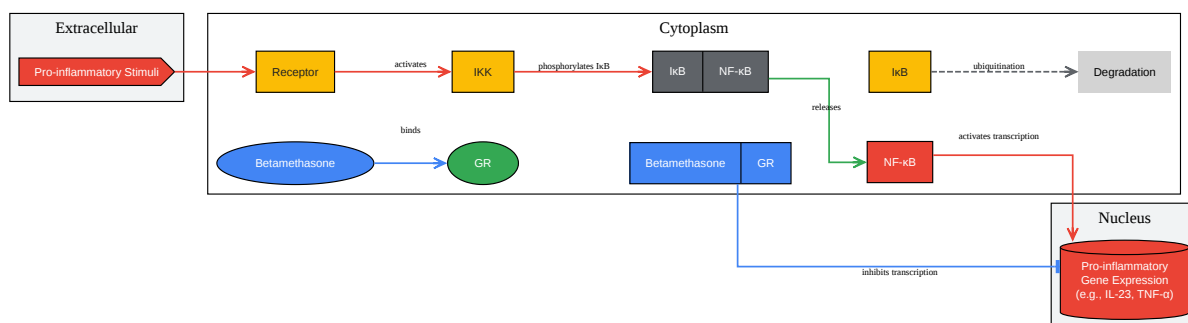 Extracellular
Cytoplasm
Pro-inflammatory Stimuli
Receptor
activates
IKK
phosphorylates IκB
IκB
NF-κB
IκB
ubiquitination
Degradation
releases
Betamethasone
binds
GR
Betamethasone
GR
NF-κB
activates transcription
Nucleus
Pro-inflammatory
Gene Expression
(e.g., IL-23, TNF-α)
inhibits transcription